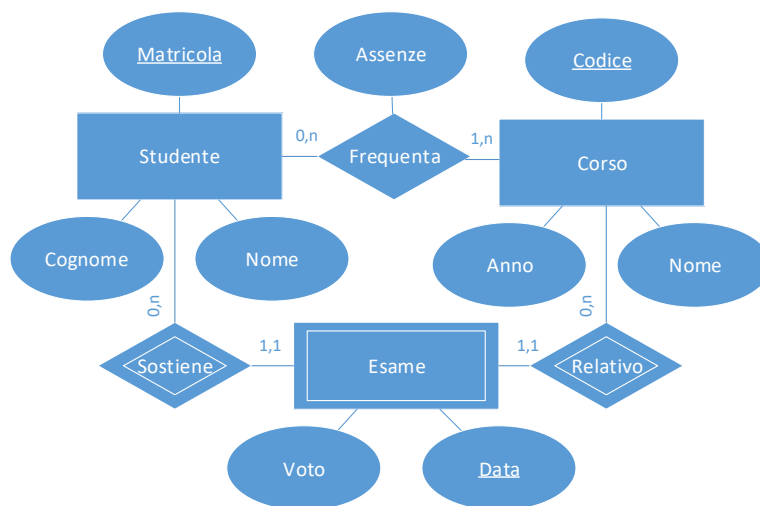 Matricola
Assenze
Codice
Studente
0,n
Frequenta
1,n
Corso
Cognome
Nome
Anno
Nome
0,n
0,n
Sostiene
1,1
Esame
1,1
Relativo
Voto
Data